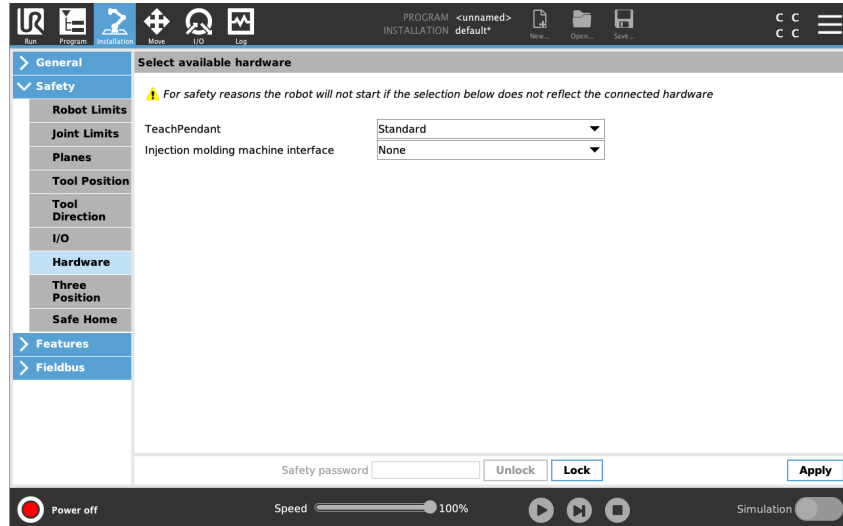 UR
PROGRAM <unnamed>
INSTALLATION default*
C C
C C
Run Program Installation Move I/O Log New... Open... Save...
General
Select available hardware
Safety
For safety reasons the robot will not start if the selection below does not reflect the connected hardware
Robot Limits
Joint Limits
Planes
Tool Position
Tool
Direction
I/O
Hardware
Three
Position
Safe Home
Features
Fieldbus
TeachPendant Standard
Injection molding machine interface None
Safety password Unlock Lock Apply
Power off Speed 100% Simulation